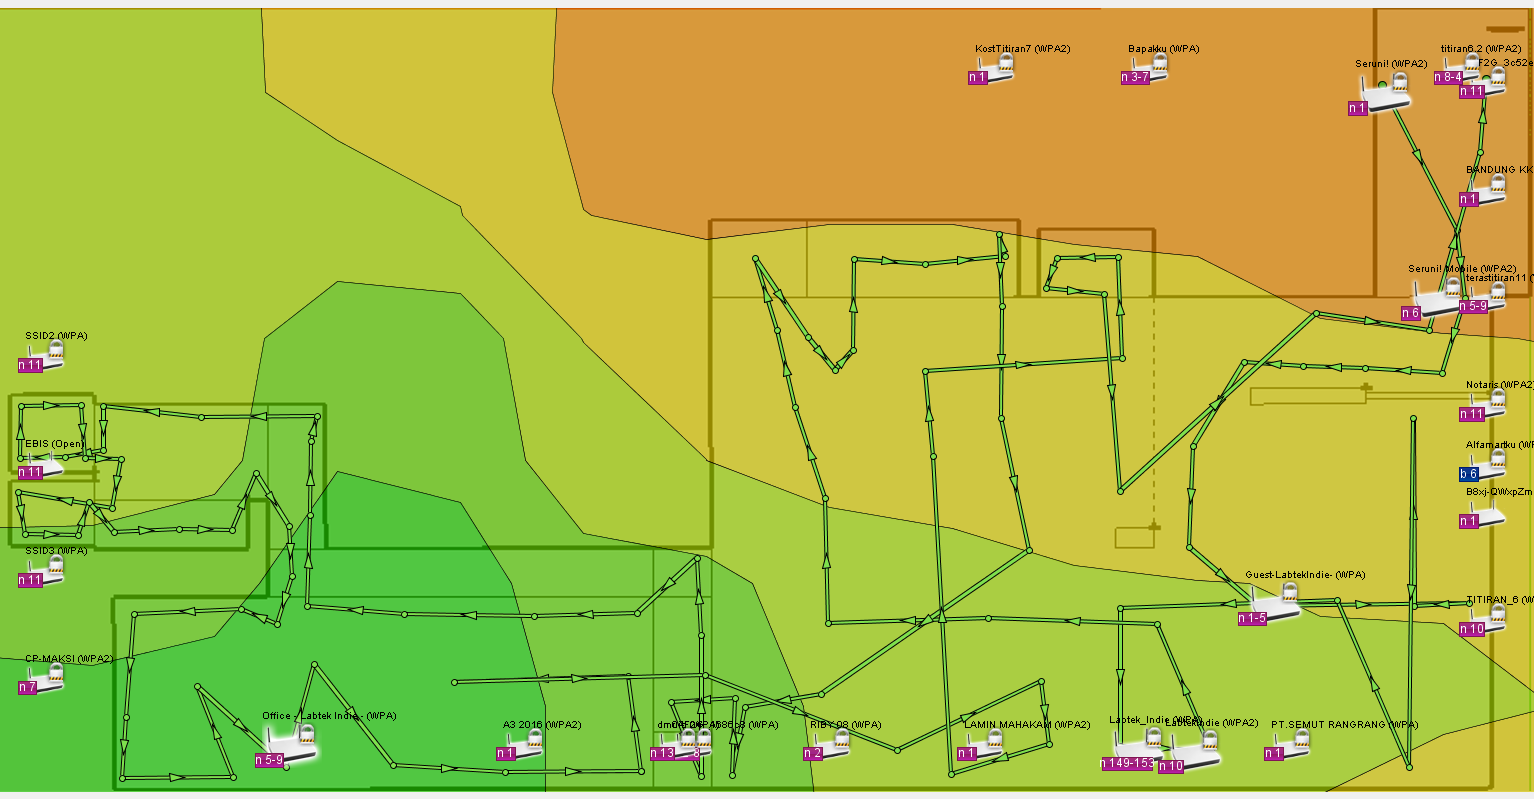 KostTitiran7 (WPA2)
n 1
Bapakku (WPA)
n 3-7
Seruni! (WPA2)
n 1
titiran6.2 (WPA2)
n 8-4
F2G_3c52e
n 11
BANDUNG KK
n 1
Seruni! Mobile (WPA2)
n 6
terastitiran11 (
n 5-9
SSID2 (WPA)
n 11
Notaris (WPA2)
n 11
EBIS (Open)
n 11
Alfamartku (WP
b 6
B8xj-QWxpZm
n 1
SSID3 (WPA)
n 11
Guest-LabtekIndie- (WPA)
n 1-5
TITIRAN_6 (W
n 10
CP-MAKSI (WPA2)
n 7
Office - Labtek Indie - (WPA)
n 5-9
A3 2016 (WPA2)
n 1
n 13
8
RIBY 08 (WPA)
n 2
LAMIN MAHAKAM (WPA2)
n 1
Labtek_Indie (WPA)
n 149-153
LabtekIndie (WPA2)
n 10
PT.SEMUT RANGRANG (WPA)
n 1